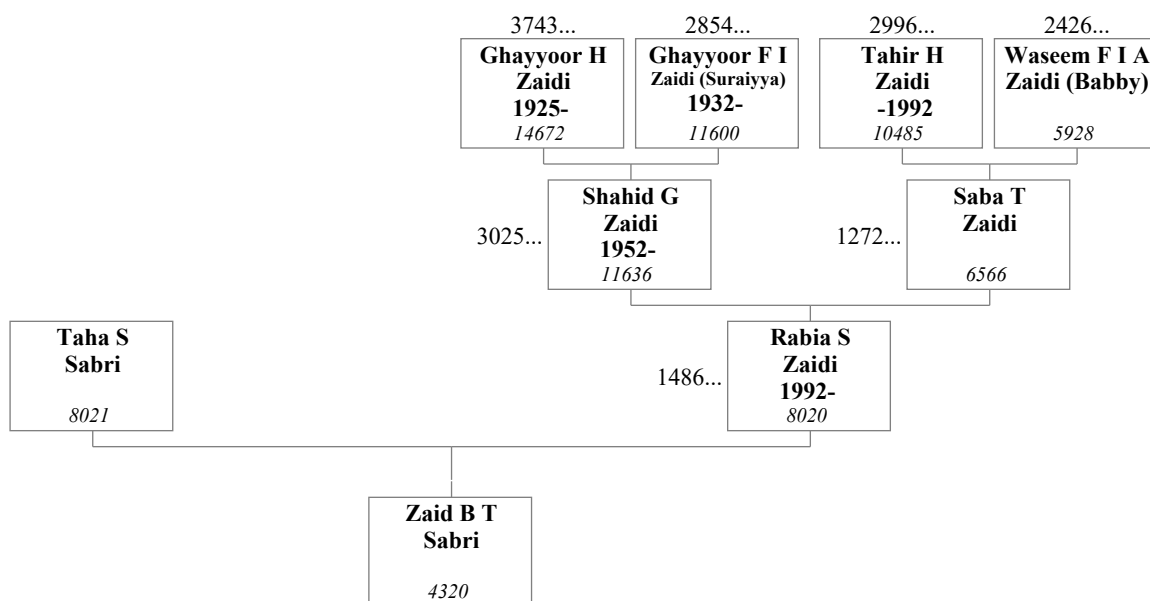 3743... 2854... 2996... 2426...
Ghayyoor H
Zaidi
1925-
14672
Ghayyoor F I
Zaidi (Suraiyya)
1932-
11600
Tahir H
Zaidi
-1992
10485
Waseem F I A
Zaidi (Babby)
5928
3025...
Shahid G
Zaidi
1952-
11636
1272...
Saba T
Zaidi
6566
Taha S
Sabri
8021
1486...
Rabia S
Zaidi
1992-
8020
Zaid B T
Sabri
4320